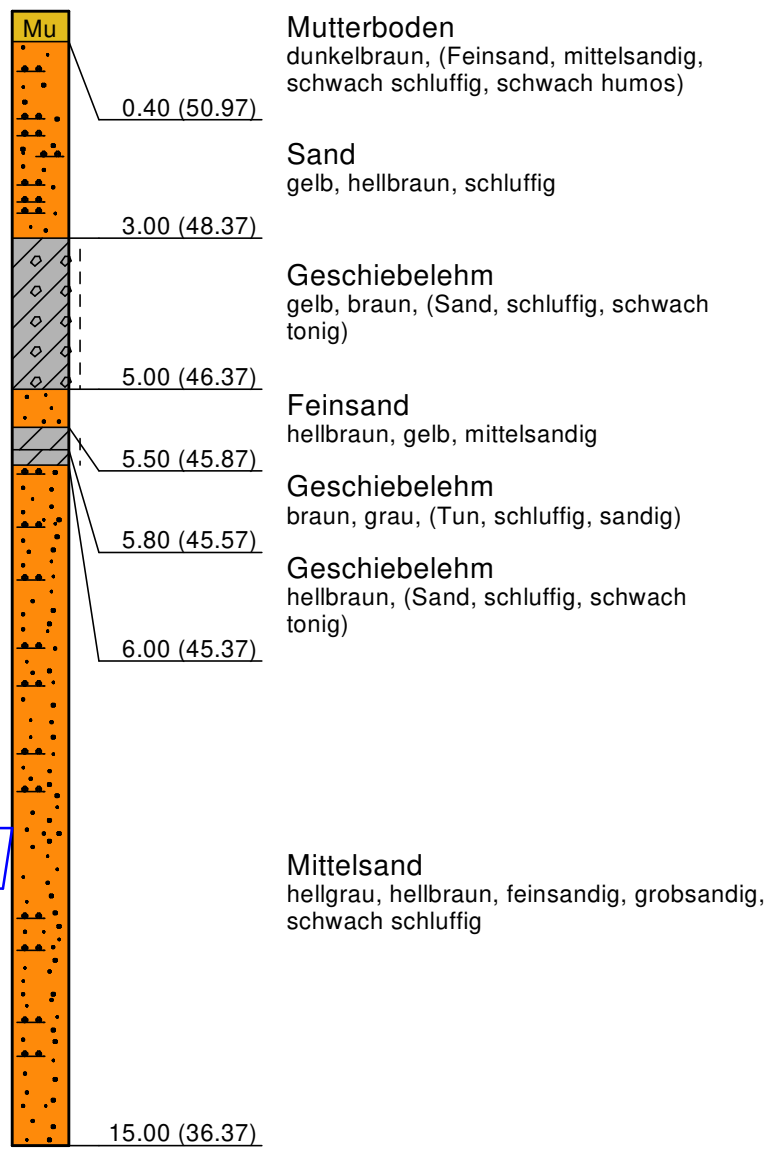 Mu
Mutterboden
dunkelbraun, (Feinsand, mittelsandig,
schwach schluffig, schwach humos)
0.40 (50.97)
Sand
gelb, hellbraun, schluffig
3.00 (48.37)
Geschiebelehm
gelb, braun, (Sand, schluffig, schwach
tonig)
5.00 (46.37)
Feinsand
hellbraun, gelb, mittelsandig
5.50 (45.87)
Geschiebelehm
braun, grau, (Tun, schluffig, sandig)
5.80 (45.57)
Geschiebelehm
hellbraun, (Sand, schluffig, schwach
tonig)
6.00 (45.37)
Mittelsand
hellgrau, hellbraun, feinsandig, grobsandig,
schwach schluffig
15.00 (36.37)